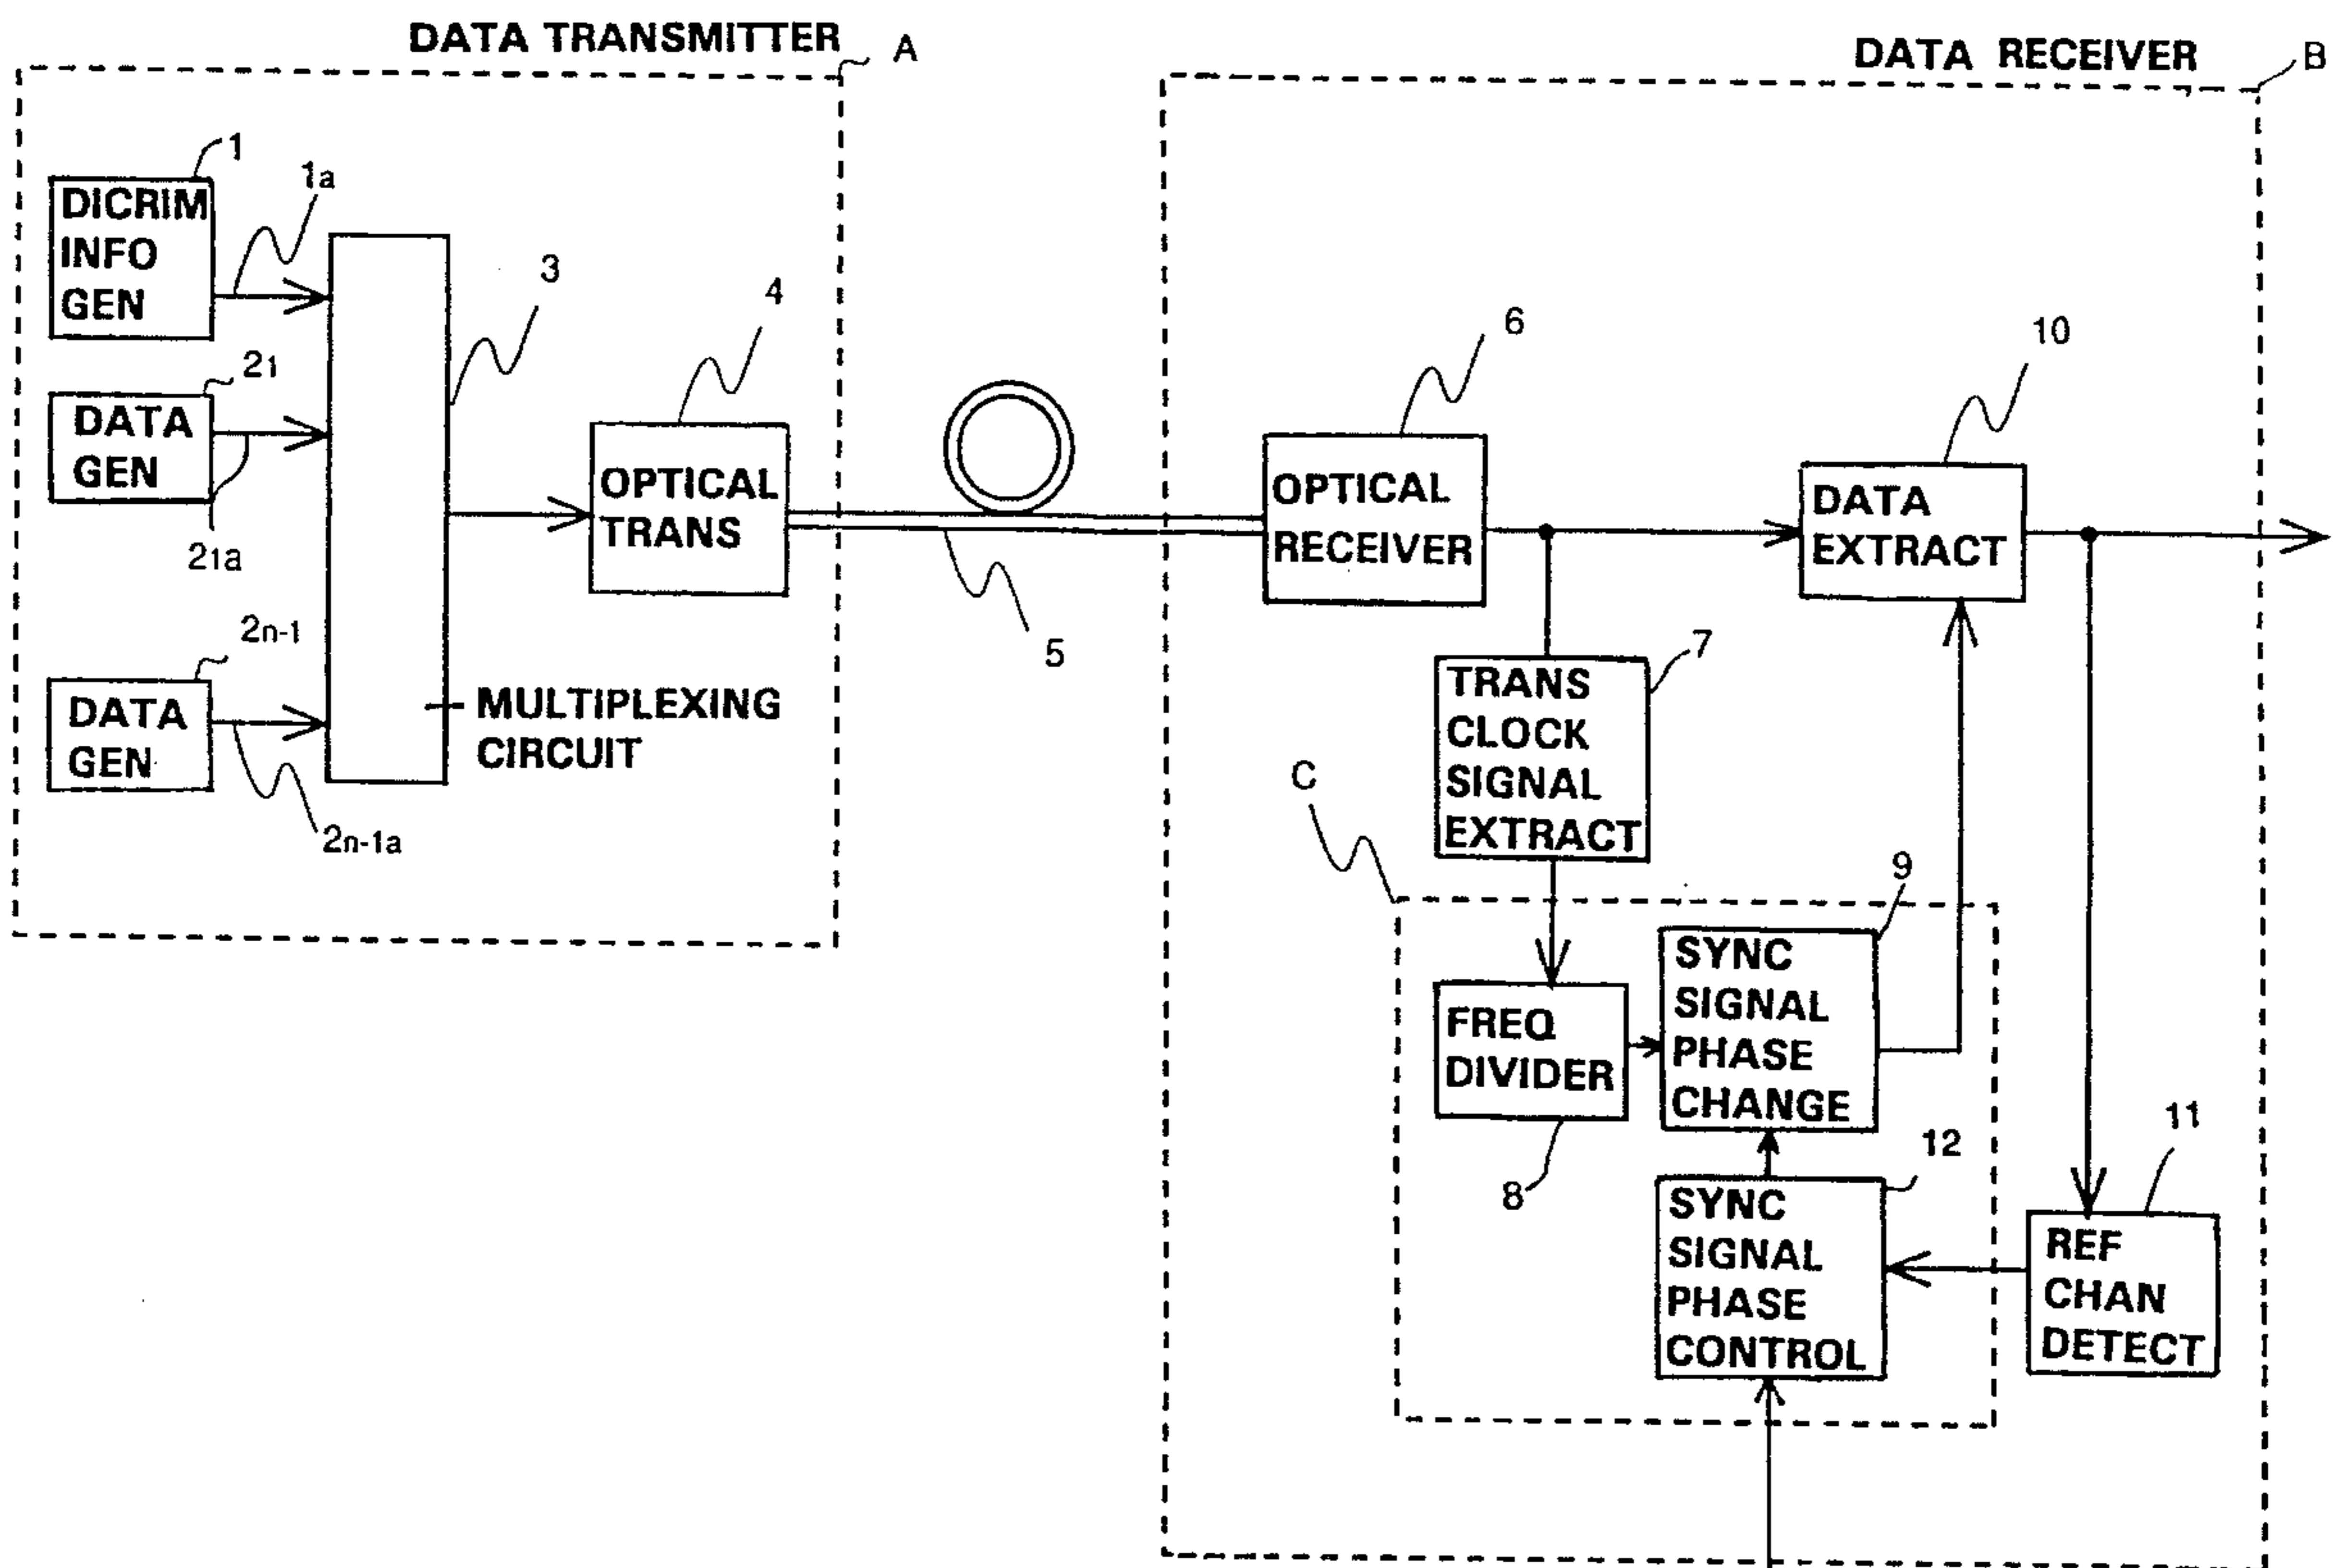 DATA TRANSMITTER
A
DATA RECEIVER
B
1
DICRIM
INFO
GEN
1a
21
DATA
GEN
21a
2n-1
DATA
GEN
2n-1a
3
MULTIPLEXING
CIRCUIT
4
OPTICAL
TRANS
5
6
OPTICAL
RECEIVER
10
DATA
EXTRACT
7
TRANS
CLOCK
SIGNAL
EXTRACT
C
9
SYNC
SIGNAL
PHASE
CHANGE
FREQ
DIVIDER
8
12
SYNC
SIGNAL
PHASE
CONTROL
11
REF
CHAN
DETECT